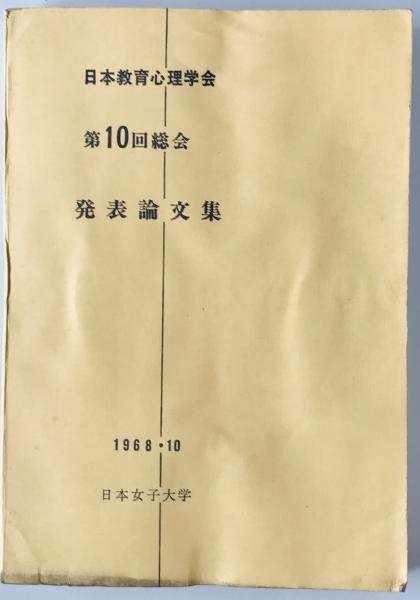 日本教育心理学会
第10回総会
発表論文集
1968・10
日本女子大学